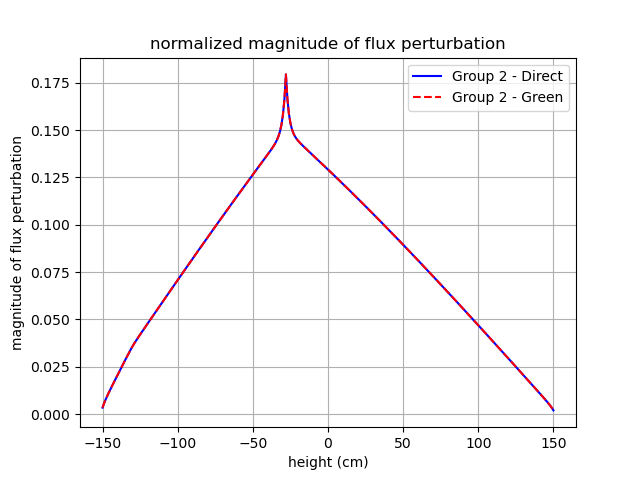 normalized magnitude of flux perturbation
Group 2 - Direct
Group 2 - Green
magnitude of flux perturbation
0.175
0.150
0.125
0.100
0.075
0.050
0.025
0.000
−150 −100 −50 0 50 100 150
height (cm)